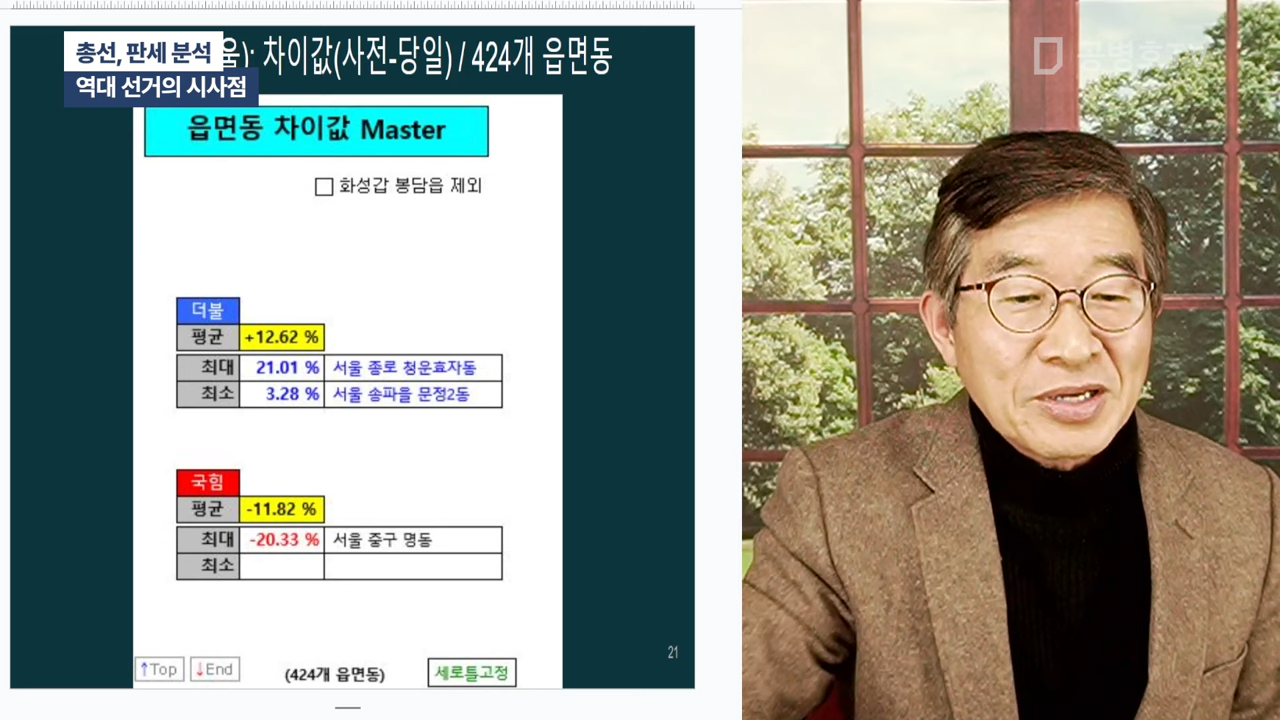 총선, 판세 분석
역대 선거의 시사점
울): 차이값(사전-당일) / 424개 읍면동
읍면동 차이값 Master
화성갑 봉담읍 제외
더불
평균 +12.62 %
최대 21.01 % 서울 종로 청운효자동
최소 3.28 % 서울 송파을 문정2동
국힘
평균 -11.82 %
최대 -20.33 % 서울 중구 명동
최소
↑Top ↓End (424개 읍면동) 세로틀고정
21